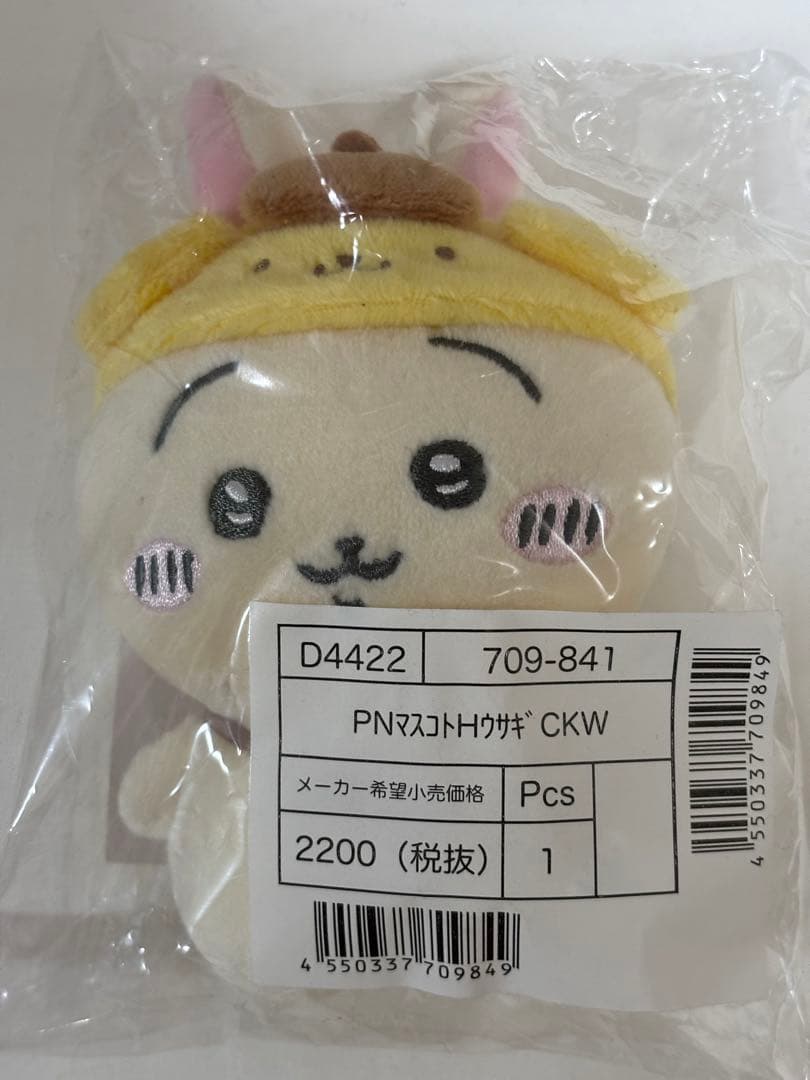 D4422 709-841
PNﾏｽｺﾄHｳｻｷﾞCKW
メーカー希望小売価格 Pcs
2200（税抜） 1
4 550337 709849
4 550337 709849